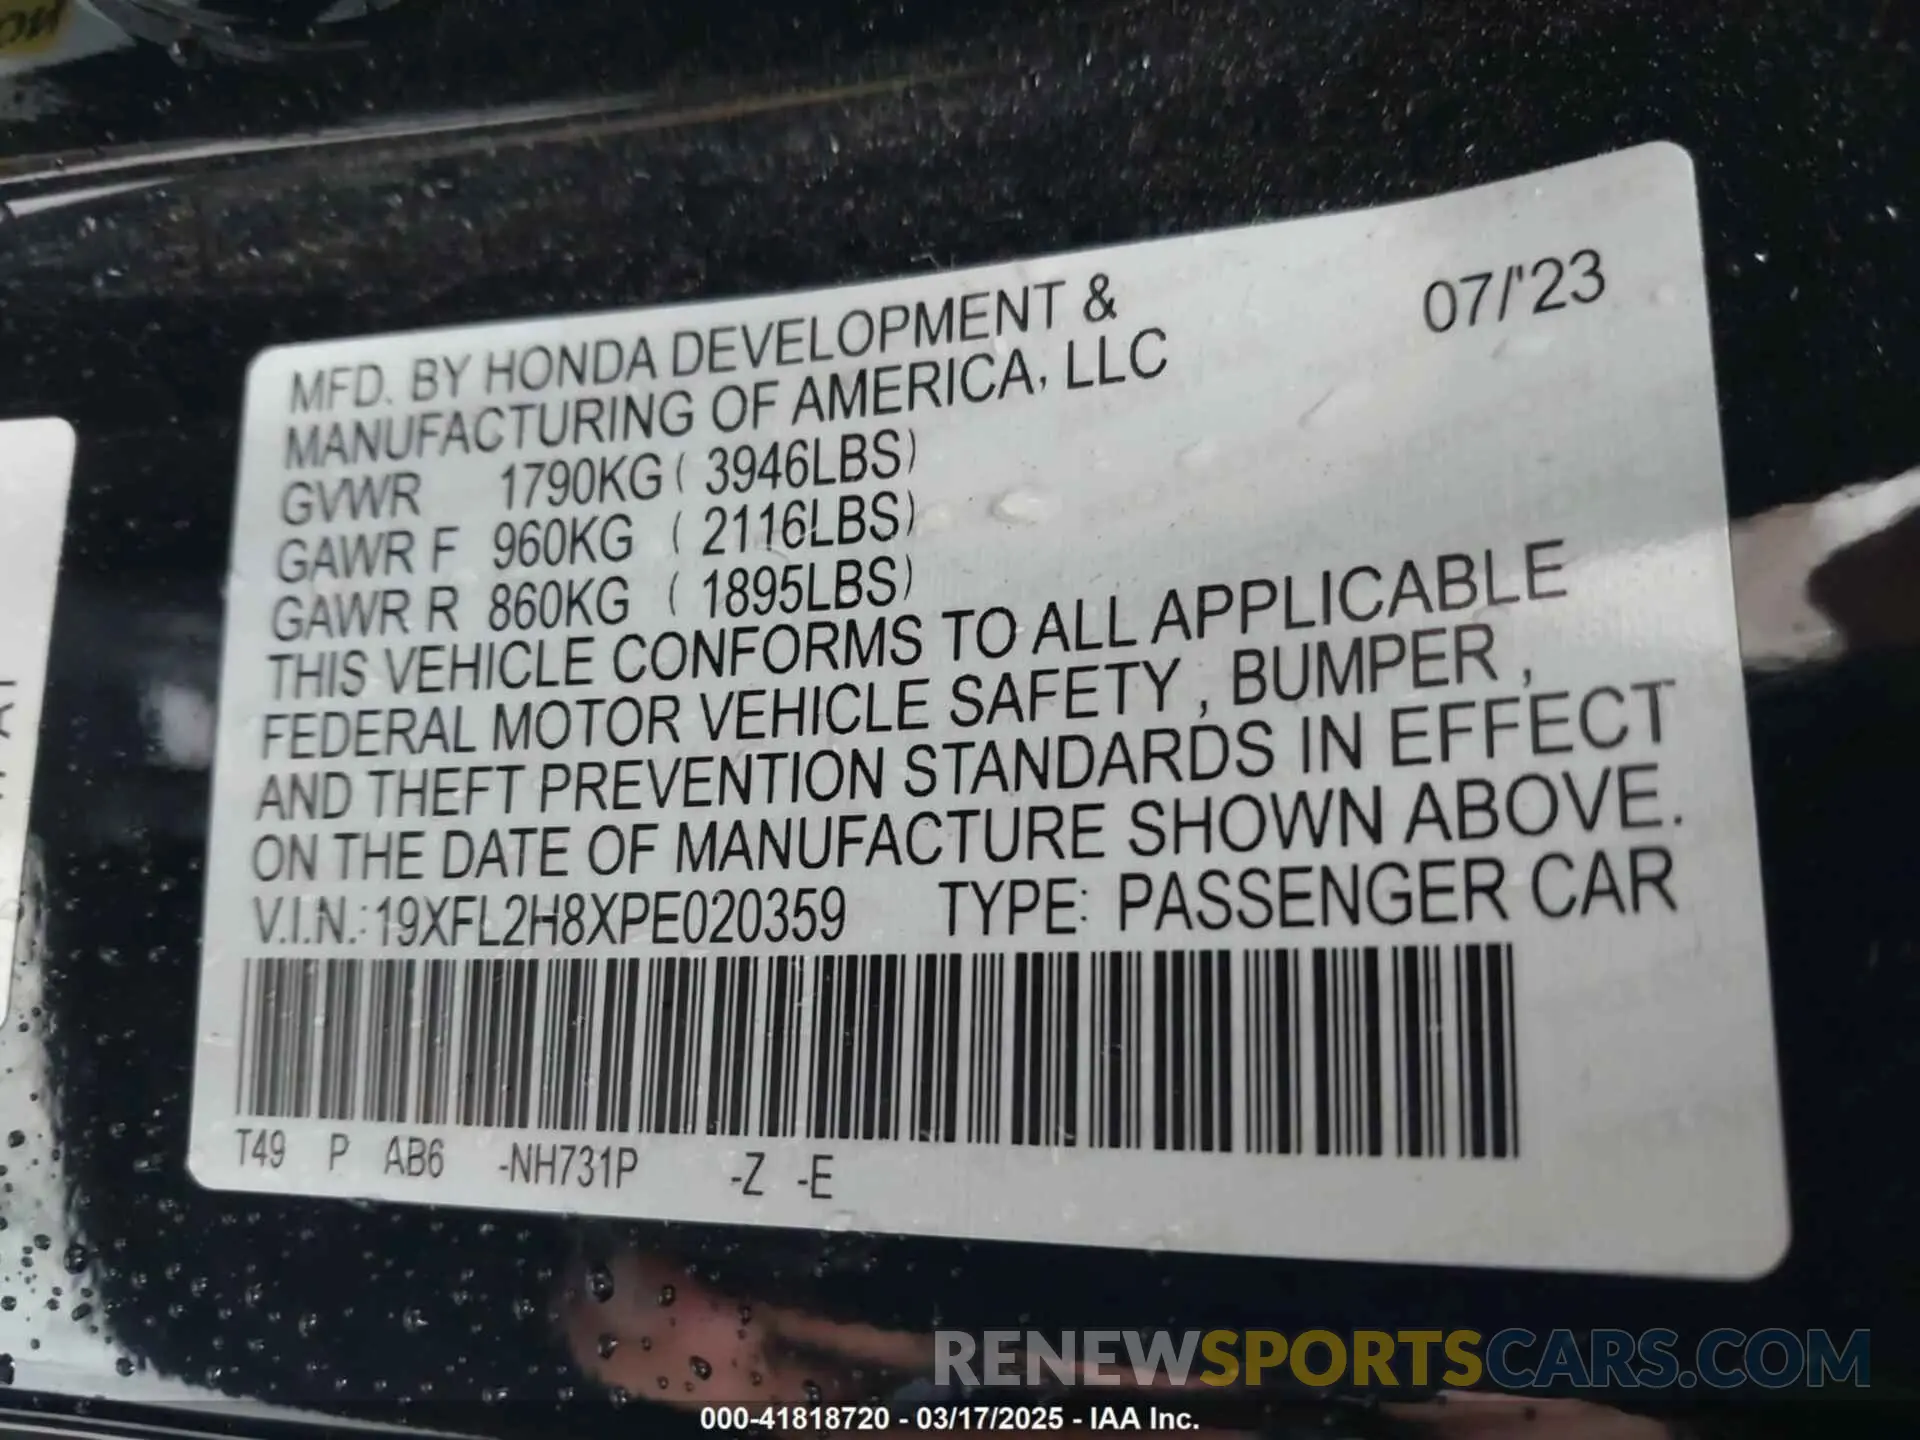 MFD. BY HONDA DEVELOPMENT & 07/'23
MANUFACTURING OF AMERICA, LLC
GVWR 1790KG ( 3946LBS)
GAWR F 960KG ( 2116LBS)
GAWR R 860KG ( 1895LBS)
THIS VEHICLE CONFORMS TO ALL APPLICABLE
FEDERAL MOTOR VEHICLE SAFETY , BUMPER ,
AND THEFT PREVENTION STANDARDS IN EFFECT
ON THE DATE OF MANUFACTURE SHOWN ABOVE.
V.I.N.: 19XFL2H8XPE020359 TYPE: PASSENGER CAR
T49 P AB6 -NH731P -Z -E
RENEWSPORTSCARS.COM
000-41818720 - 03/17/2025 - IAA Inc.